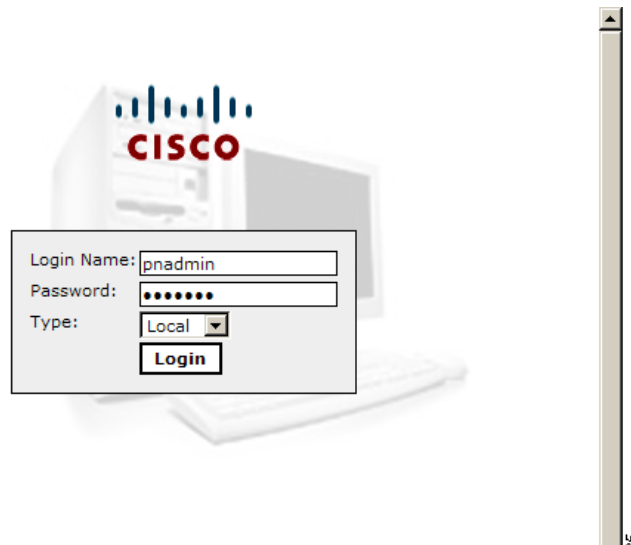 CISCO
Login Name: pnadmin
Password: •••••••
Type: Local
Login